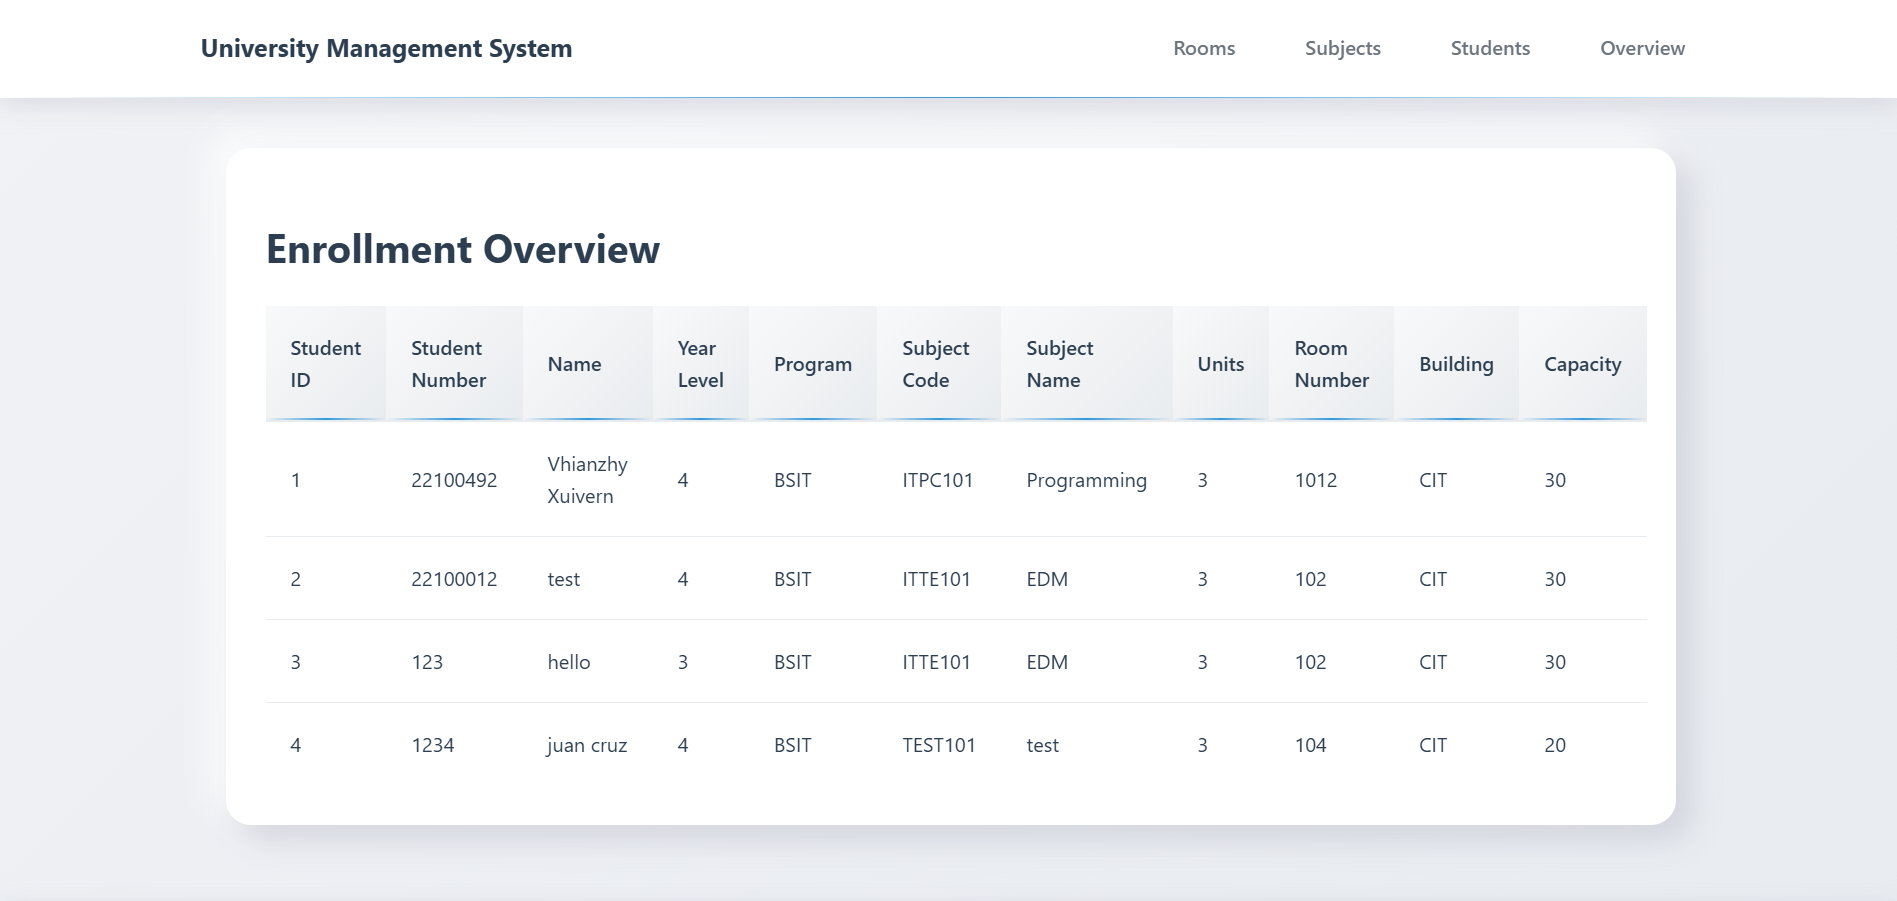 University Management System
Rooms Subjects Students Overview
Enrollment Overview
Student ID Student Number Name Year Level Program Subject Code Subject Name Units Room Number Building Capacity
1 22100492 Vhianzhy Xuivern 4 BSIT ITPC101 Programming 3 1012 CIT 30
2 22100012 test 4 BSIT ITTE101 EDM 3 102 CIT 30
3 123 hello 3 BSIT ITTE101 EDM 3 102 CIT 30
4 1234 juan cruz 4 BSIT TEST101 test 3 104 CIT 20